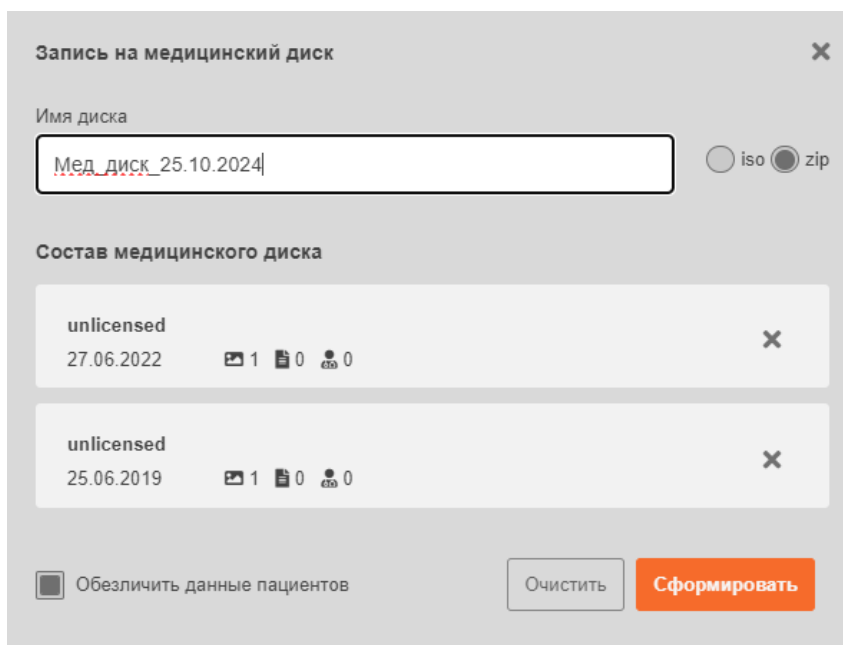 Запись на медицинский диск
Имя диска
Мед_диск_25.10.2024
iso zip
Состав медицинского диска
unlicensed
27.06.2022 1 0 0
unlicensed
25.06.2019 1 0 0
Обезличить данные пациентов Очистить Сформировать